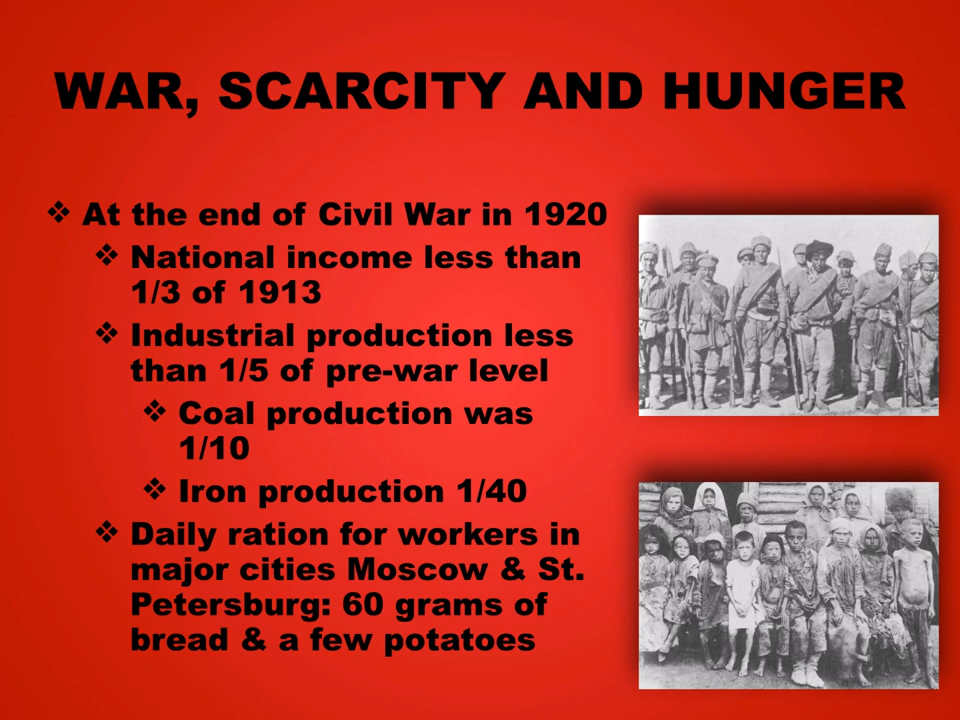 WAR, SCARCITY AND HUNGER
❖ At the end of Civil War in 1920
❖ National income less than
1/3 of 1913
❖ Industrial production less
than 1/5 of pre-war level
❖ Coal production was
1/10
❖ Iron production 1/40
❖ Daily ration for workers in
major cities Moscow & St.
Petersburg: 60 grams of
bread & a few potatoes